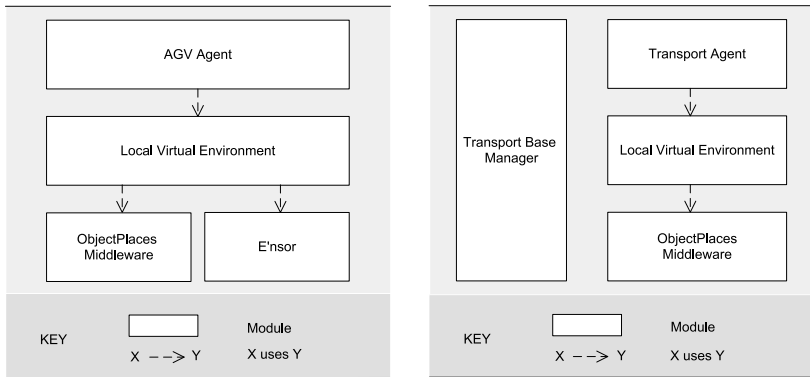 AGV Agent
Local Virtual Environment
ObjectPlaces
Middleware
E'nsor
KEY
Module
X --> Y
X uses Y
Transport Base
Manager
Transport Agent
Local Virtual Environment
ObjectPlaces
Middleware
KEY
Module
X --> Y
X uses Y